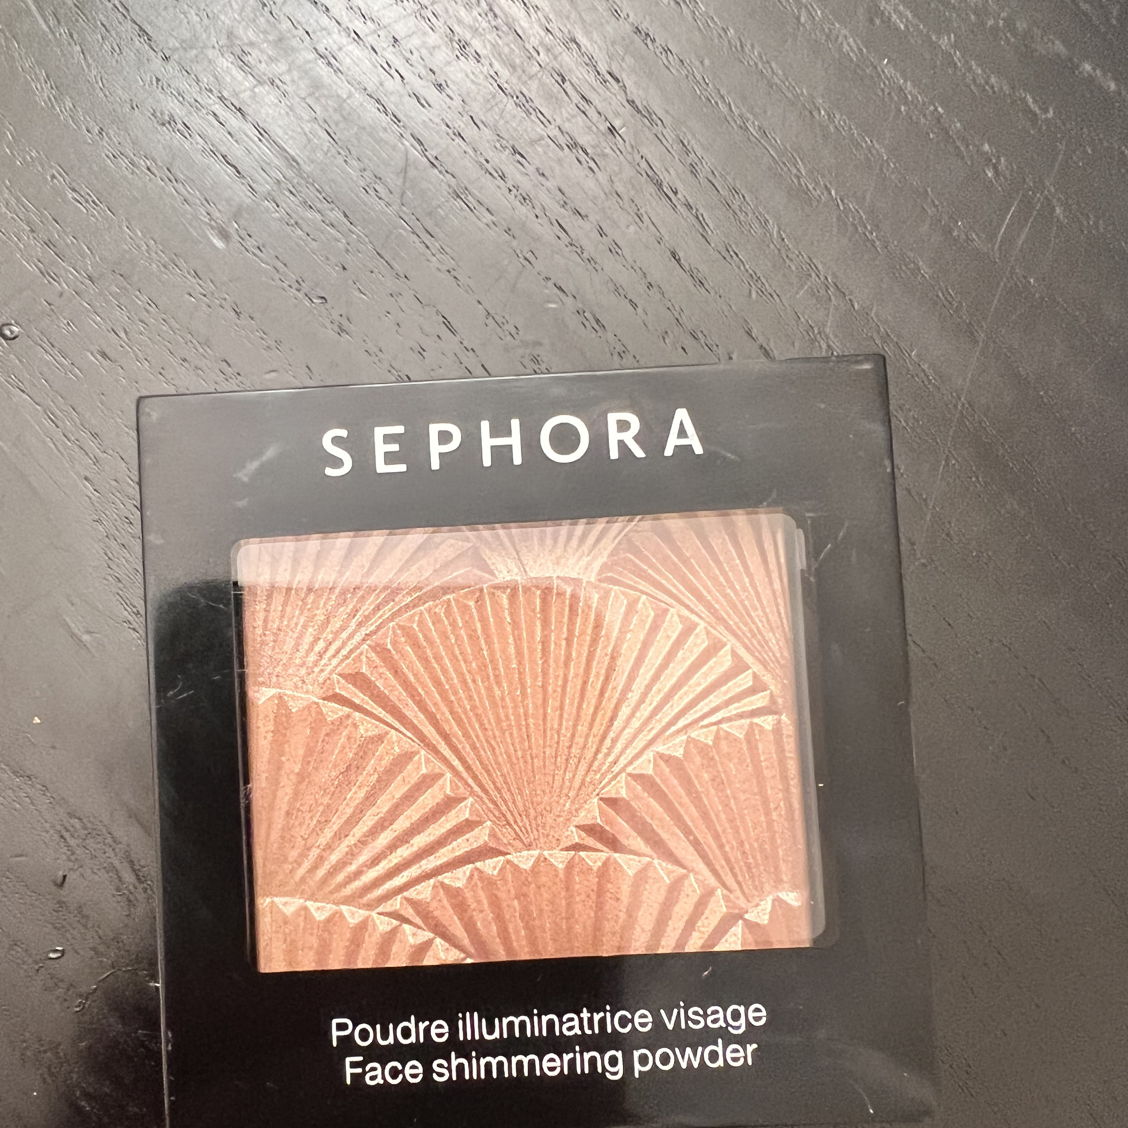 SEPHORA
Poudre illuminatrice visage
Face shimmering powder